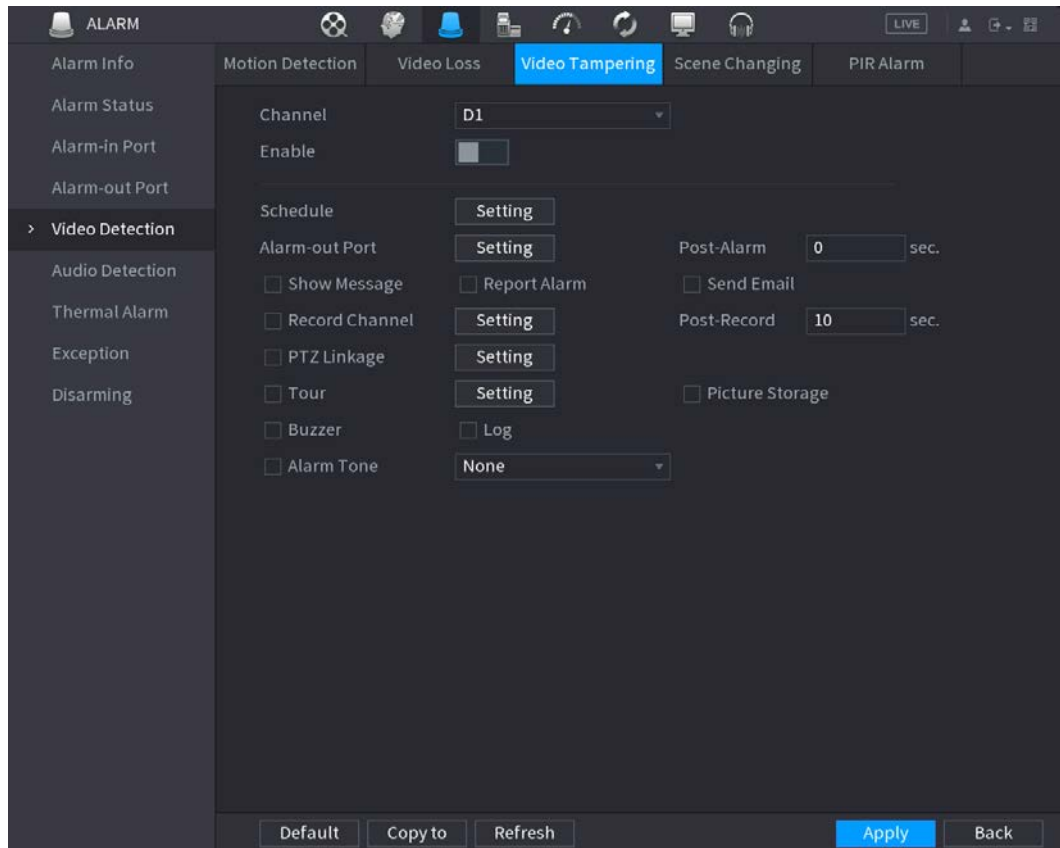 ALARM LIVE
Alarm Info
Alarm Status
Alarm-in Port
Alarm-out Port
> Video Detection
Audio Detection
Thermal Alarm
Exception
Disarming
Motion Detection Video Loss Video Tampering Scene Changing PIR Alarm
Channel D1
Enable
Schedule Setting
Alarm-out Port Setting Post-Alarm 0 sec.
Show Message Report Alarm Send Email
Record Channel Setting Post-Record 10 sec.
PTZ Linkage Setting
Tour Setting Picture Storage
Buzzer Log
Alarm Tone None
Default Copy to Refresh Apply Back